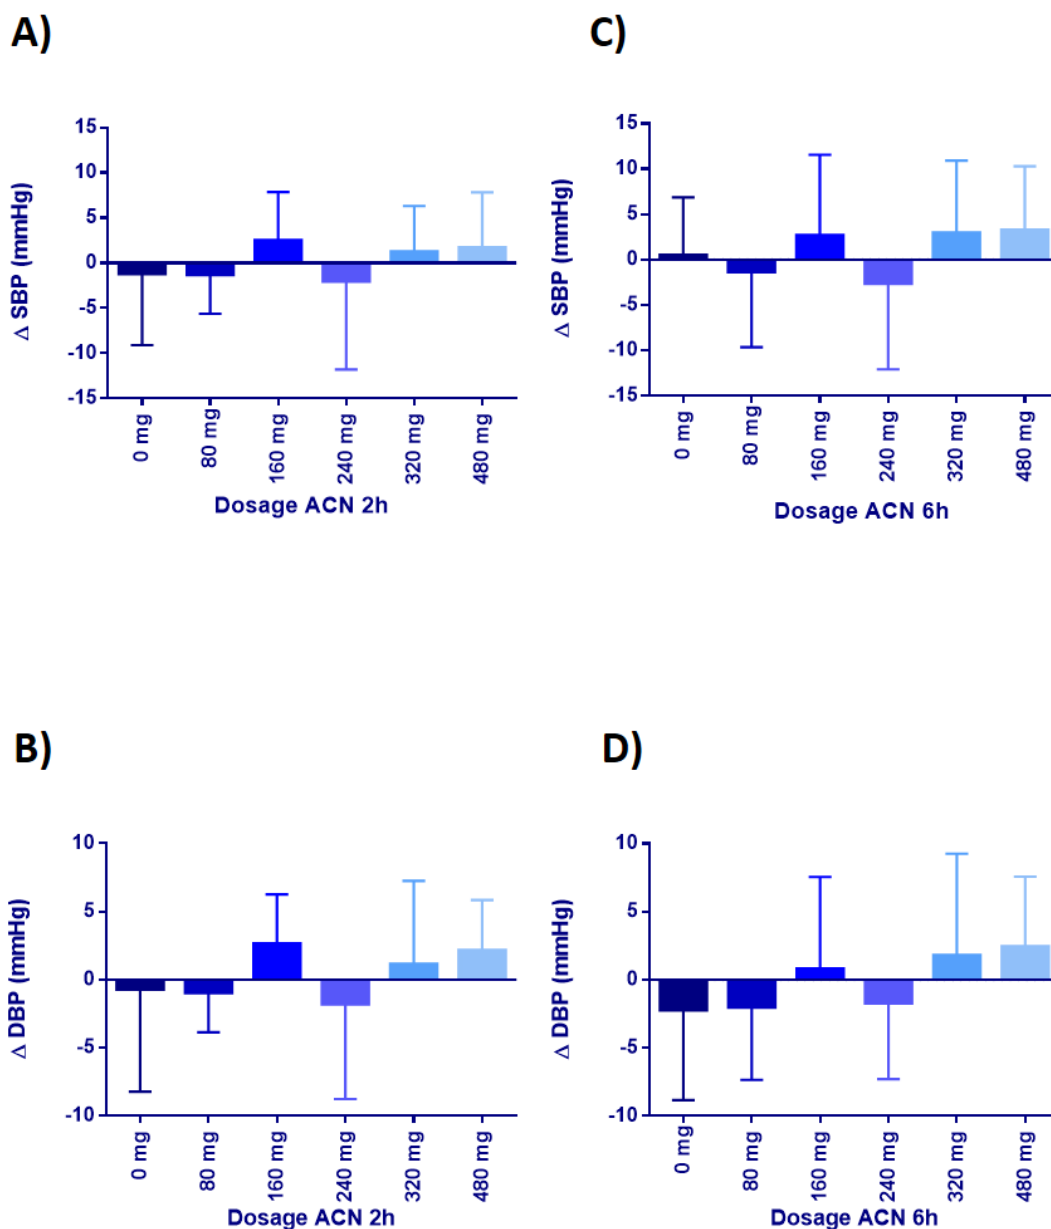 A)
Δ SBP (mmHg)
15
10
5
0
-5
-10
-15
0 mg
80 mg
160 mg
240 mg
320 mg
480 mg
Dosage ACN 2h
C)
Δ SBP (mmHg)
15
10
5
0
-5
-10
-15
0 mg
80 mg
160 mg
240 mg
320 mg
480 mg
Dosage ACN 6h
B)
Δ DBP (mmHg)
10
5
0
-5
-10
0 mg
80 mg
160 mg
240 mg
320 mg
480 mg
Dosage ACN 2h
D)
Δ DBP (mmHg)
10
5
0
-5
-10
0 mg
80 mg
160 mg
240 mg
320 mg
480 mg
Dosage ACN 6h